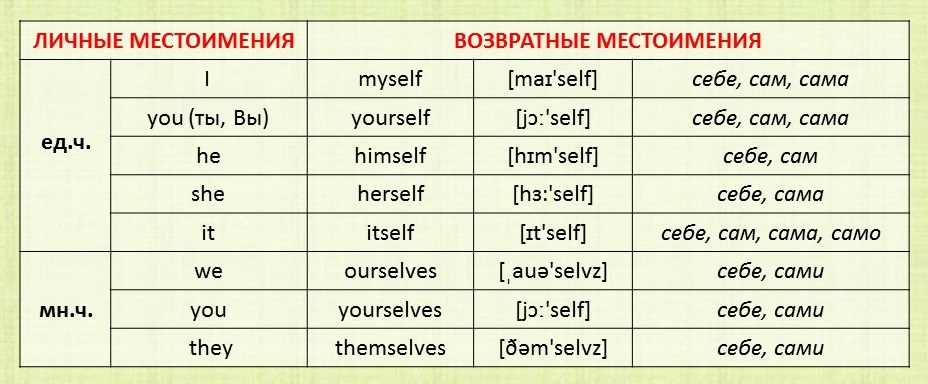 ЛИЧНЫЕ МЕСТОИМЕНИЯ ВОЗВРАТНЫЕ МЕСТОИМЕНИЯ
ед.ч. I myself [maɪ'self] себе, сам, сама
you (ты, Вы) yourself [jɔː'self] себе, сам, сама
he himself [hɪm'self] себе, сам
she herself [hɜ:'self] себе, сама
it itself [ɪt'self] себе, сам, сама, само
мн.ч. we ourselves [ˌauə'selvz] себе, сами
you yourselves [jɔː'self] себе, сами
they themselves [ðəm'selvz] себе, сами